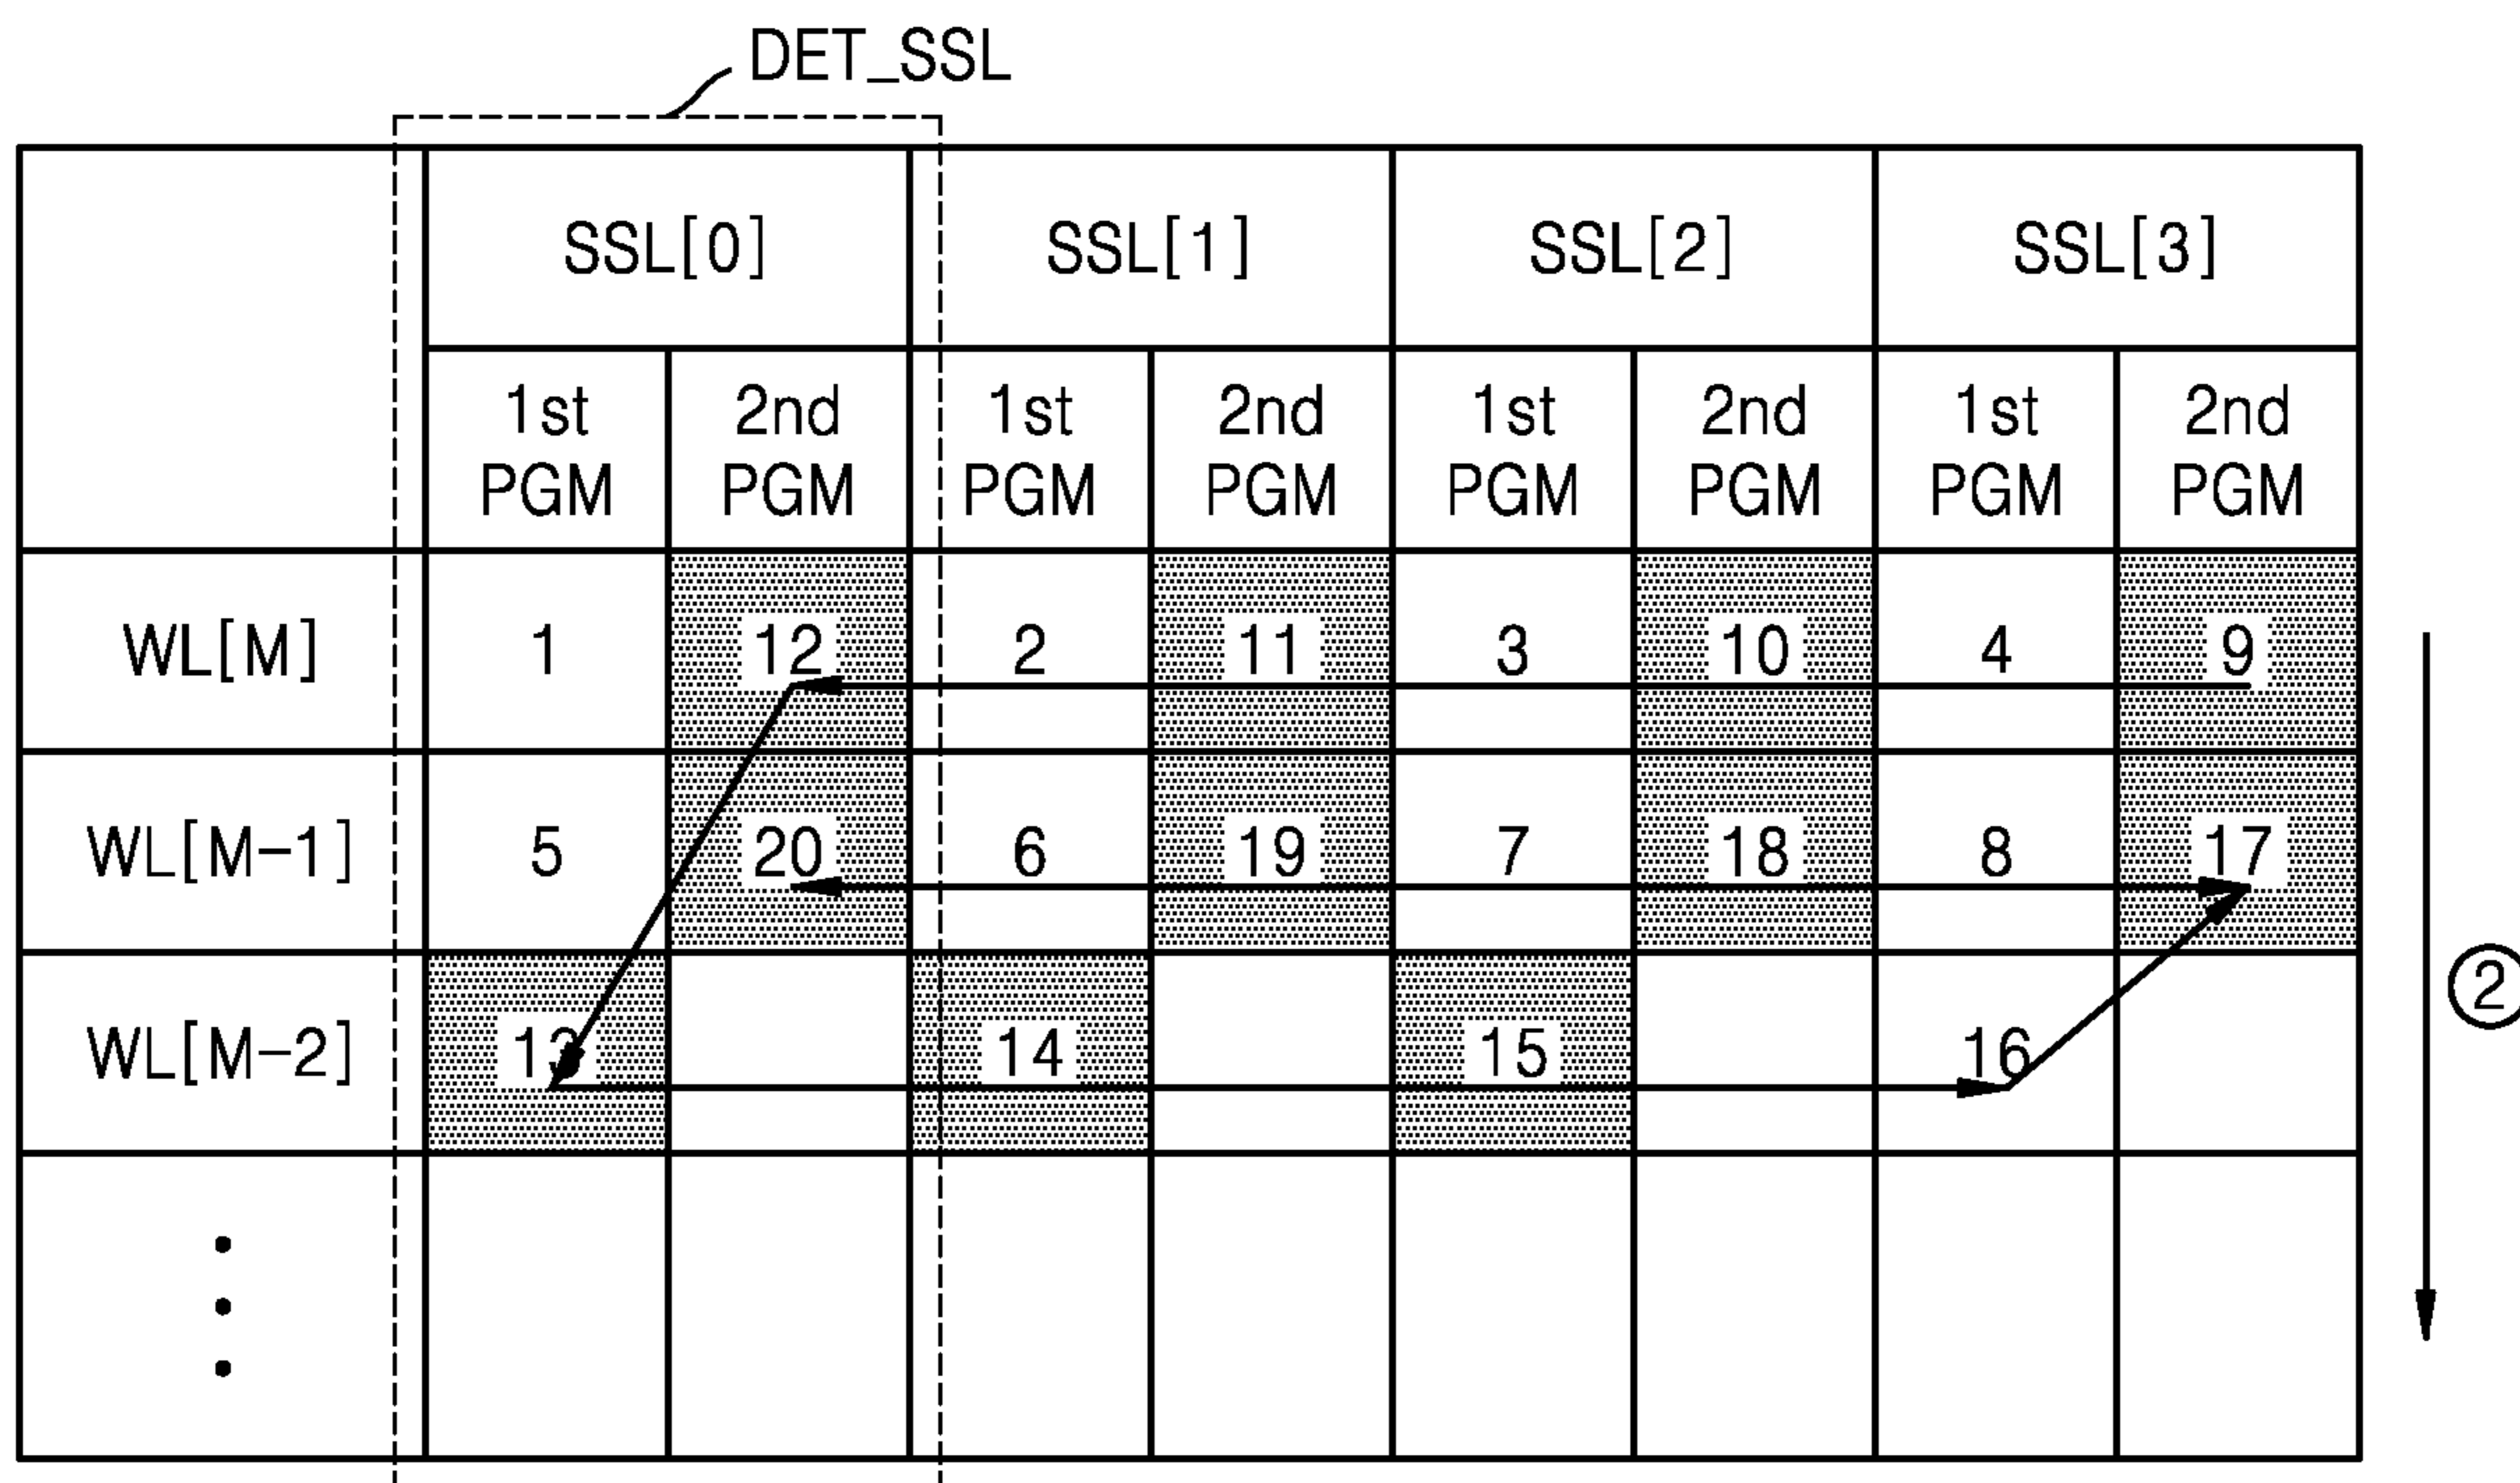 DET_SSL
SSL[0] SSL[1] SSL[2] SSL[3]
1st 2nd 1st 2nd 1st 2nd 1st 2nd
PGM PGM PGM PGM PGM PGM PGM PGM
WL[M] 1 12 2 11 3 10 4 9
WL[M-1] 5 20 6 19 7 18 8 17
WL[M-2] 13 14 15 16
②